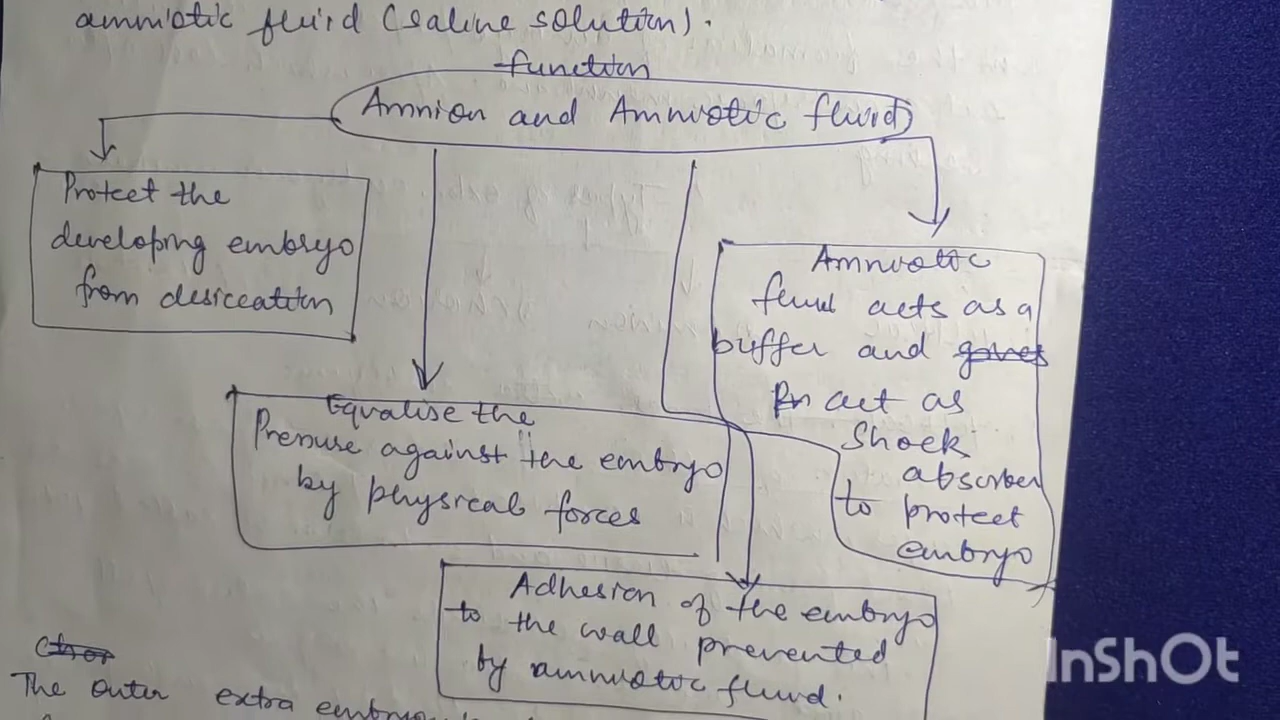 amniotic fluid (saline solution).
function
Amnion and Amniotic fluid
Protect the
developing embryo
from desiccation
Equalise the
Pressure against the embryo
by physical forces
Amniotic
fluid acts as a
buffer and
act as
Shock
absorber
to protect
embryo
Adhesion of the embryo
to the wall prevented
by amniotic fluid.
The outer extra
InShOt